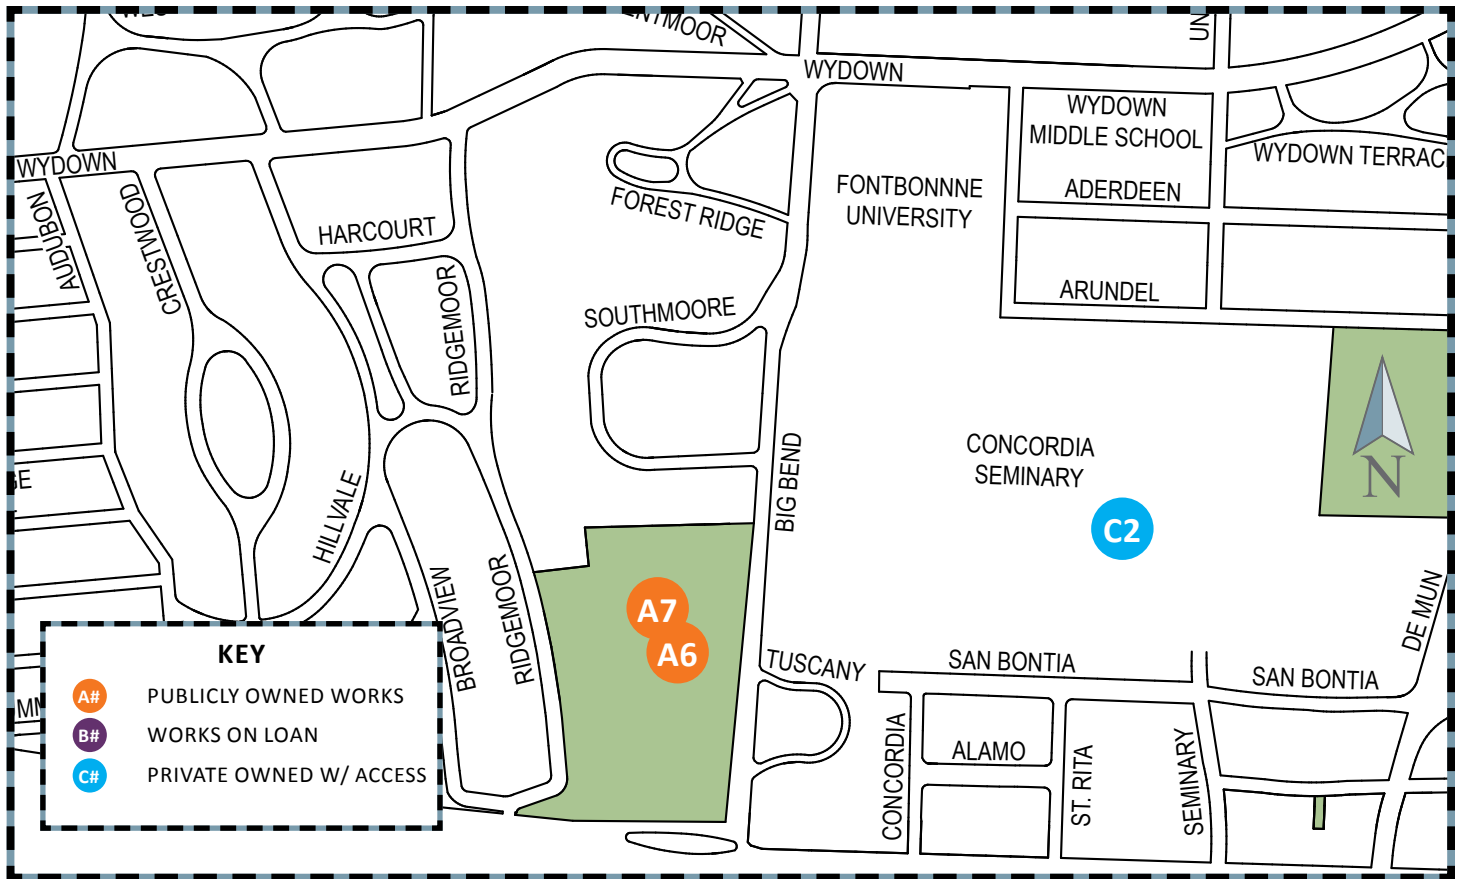 WYDOWN
WYDOWN
MIDDLE SCHOOL
WYDOWN
WYDOWN TERRAC
FONTBONNNE
UNIVERSITY
ADERDEEN
AUDUBON
CRESTWOOD
HARCOURT
FOREST RIDGE
RIDGEMOOR
SOUTHMOORE
ARUNDEL
BIG BEND
CONCORDIA
SEMINARY
N
HILLVALE
C2
BROADVIEW
RIDGEMOOR
A7
A6
DE MUN
TUSCANY
SAN BONTIA
SAN BONTIA
CONCORDIA
ALAMO
ST. RITA
SEMINARY
KEY
A# PUBLICLY OWNED WORKS
B# WORKS ON LOAN
C# PRIVATE OWNED W/ ACCESS